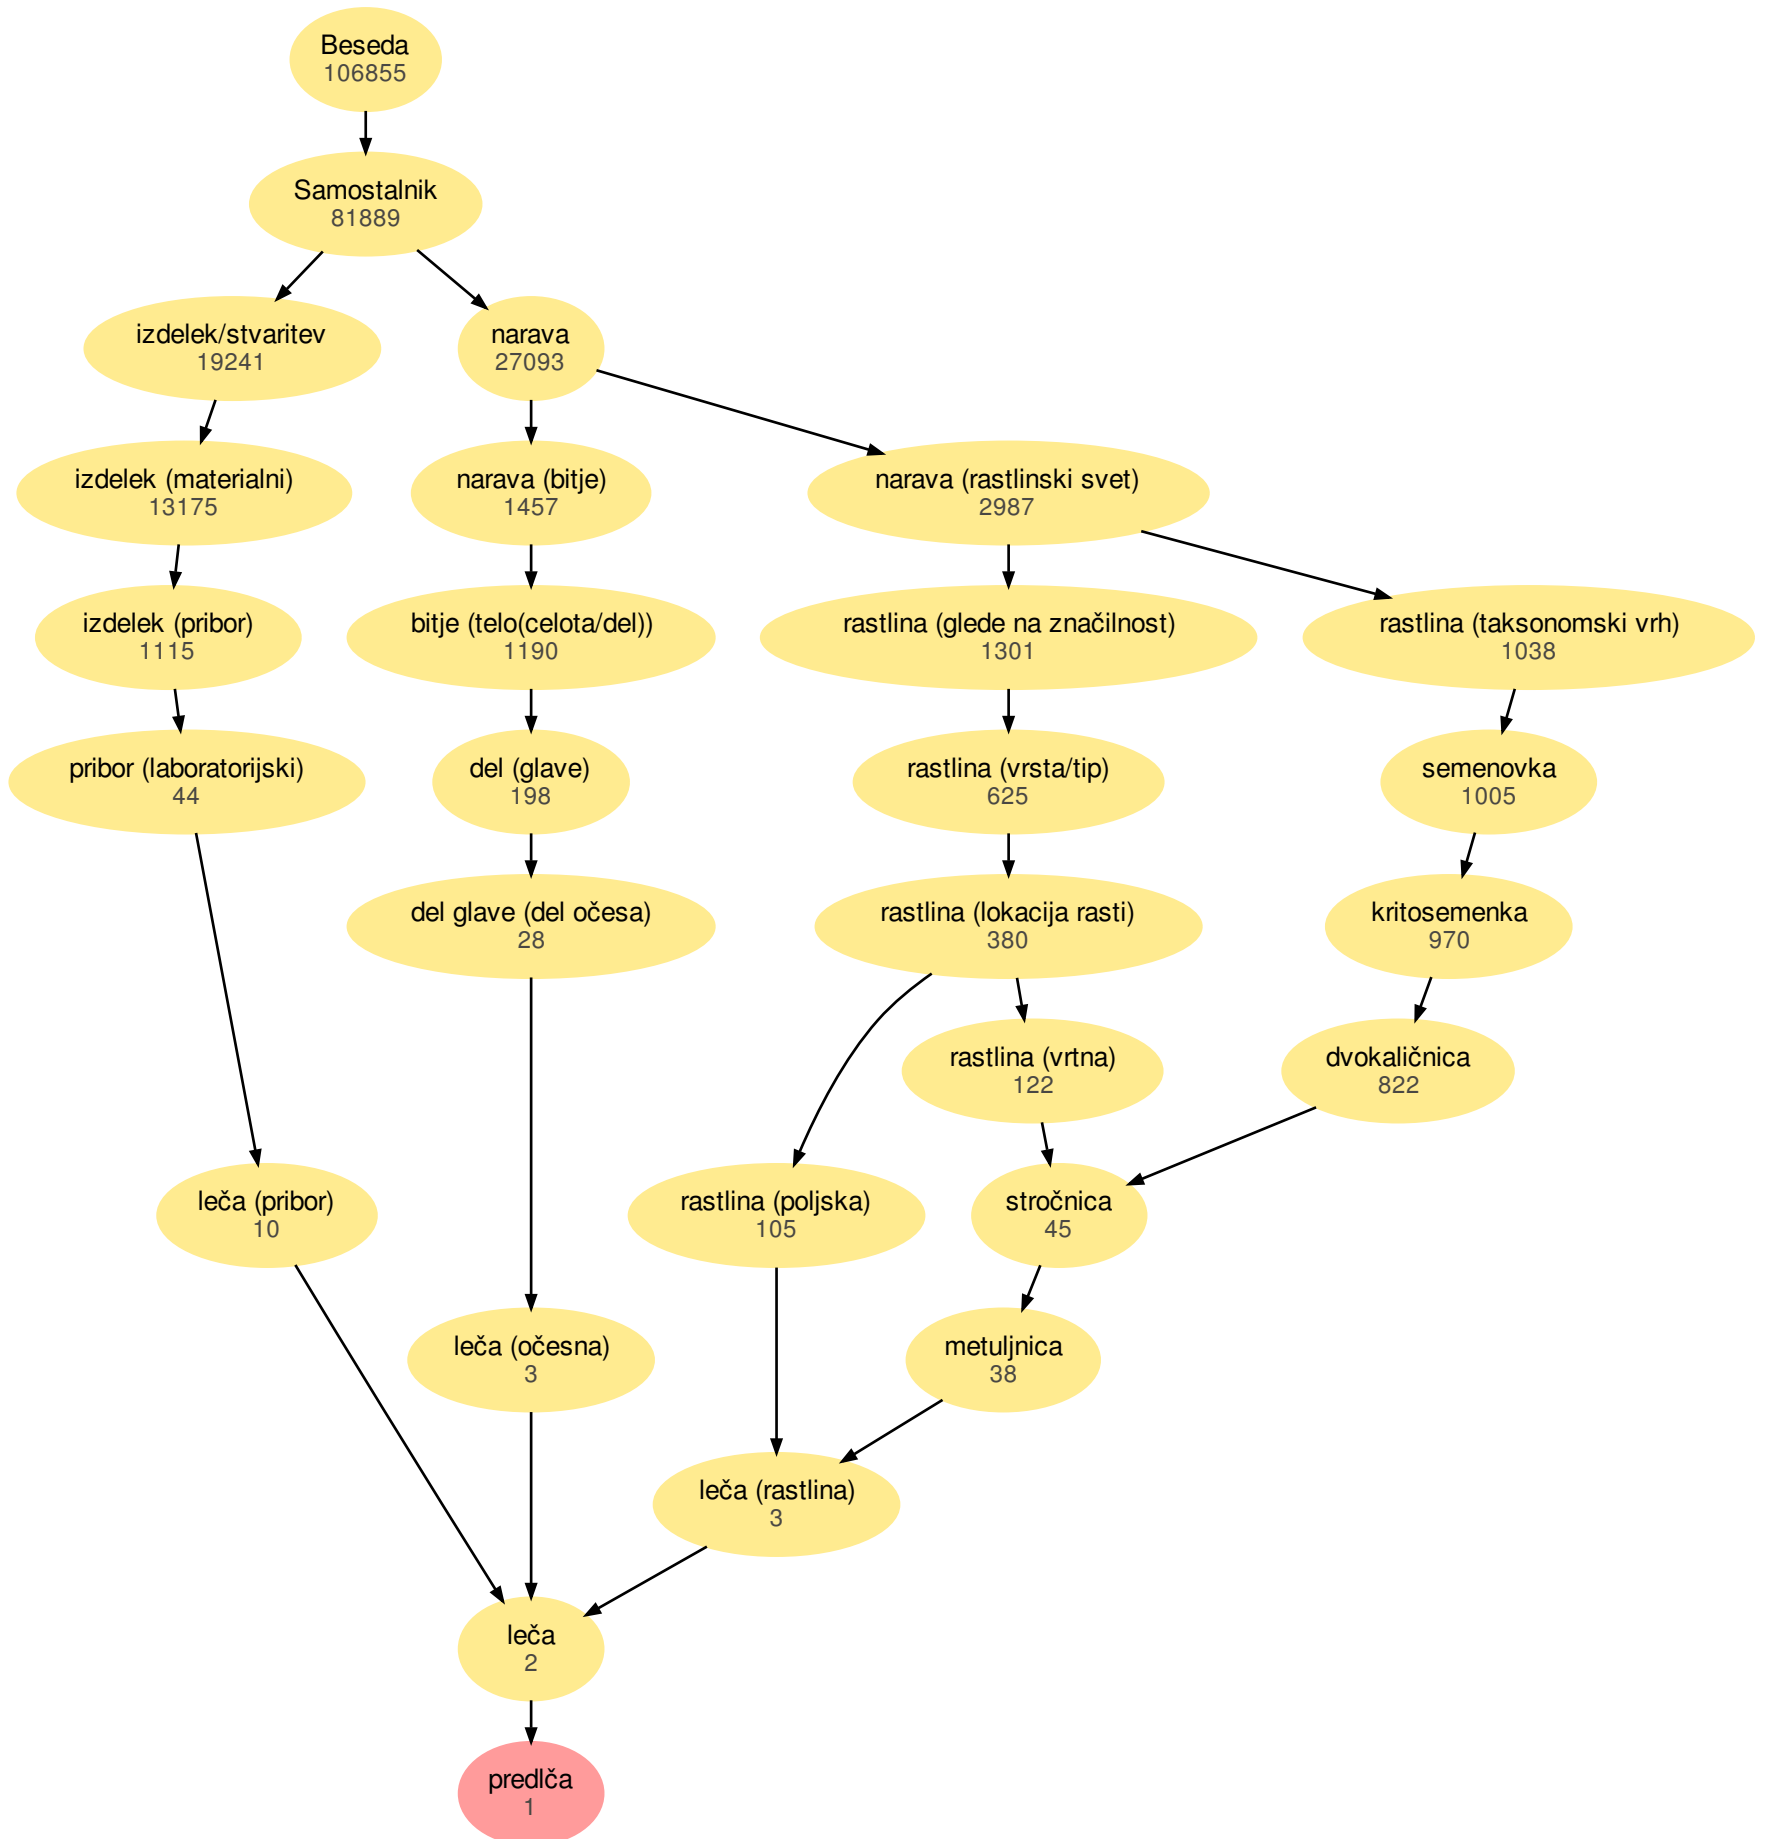 Beseda
106855
Samostalnik
81889
izdelek/stvaritev
19241
narava
27093
izdelek (materialni)
13175
narava (bitje)
1457
narava (rastlinski svet)
2987
izdelek (pribor)
1115
bitje (telo(celota/del))
1190
rastlina (glede na značilnost)
1301
rastlina (taksonomski vrh)
1038
pribor (laboratorijski)
44
del (glave)
198
rastlina (vrsta/tip)
625
semenovka
1005
del glave (del očesa)
28
rastlina (lokacija rasti)
380
kritosemenka
970
rastlina (vrtna)
122
dvokaličnica
822
leča (pribor)
10
rastlina (poljska)
105
stročnica
45
leča (očesna)
3
metuljnica
38
leča (rastlina)
3
leča
2
predlča
1